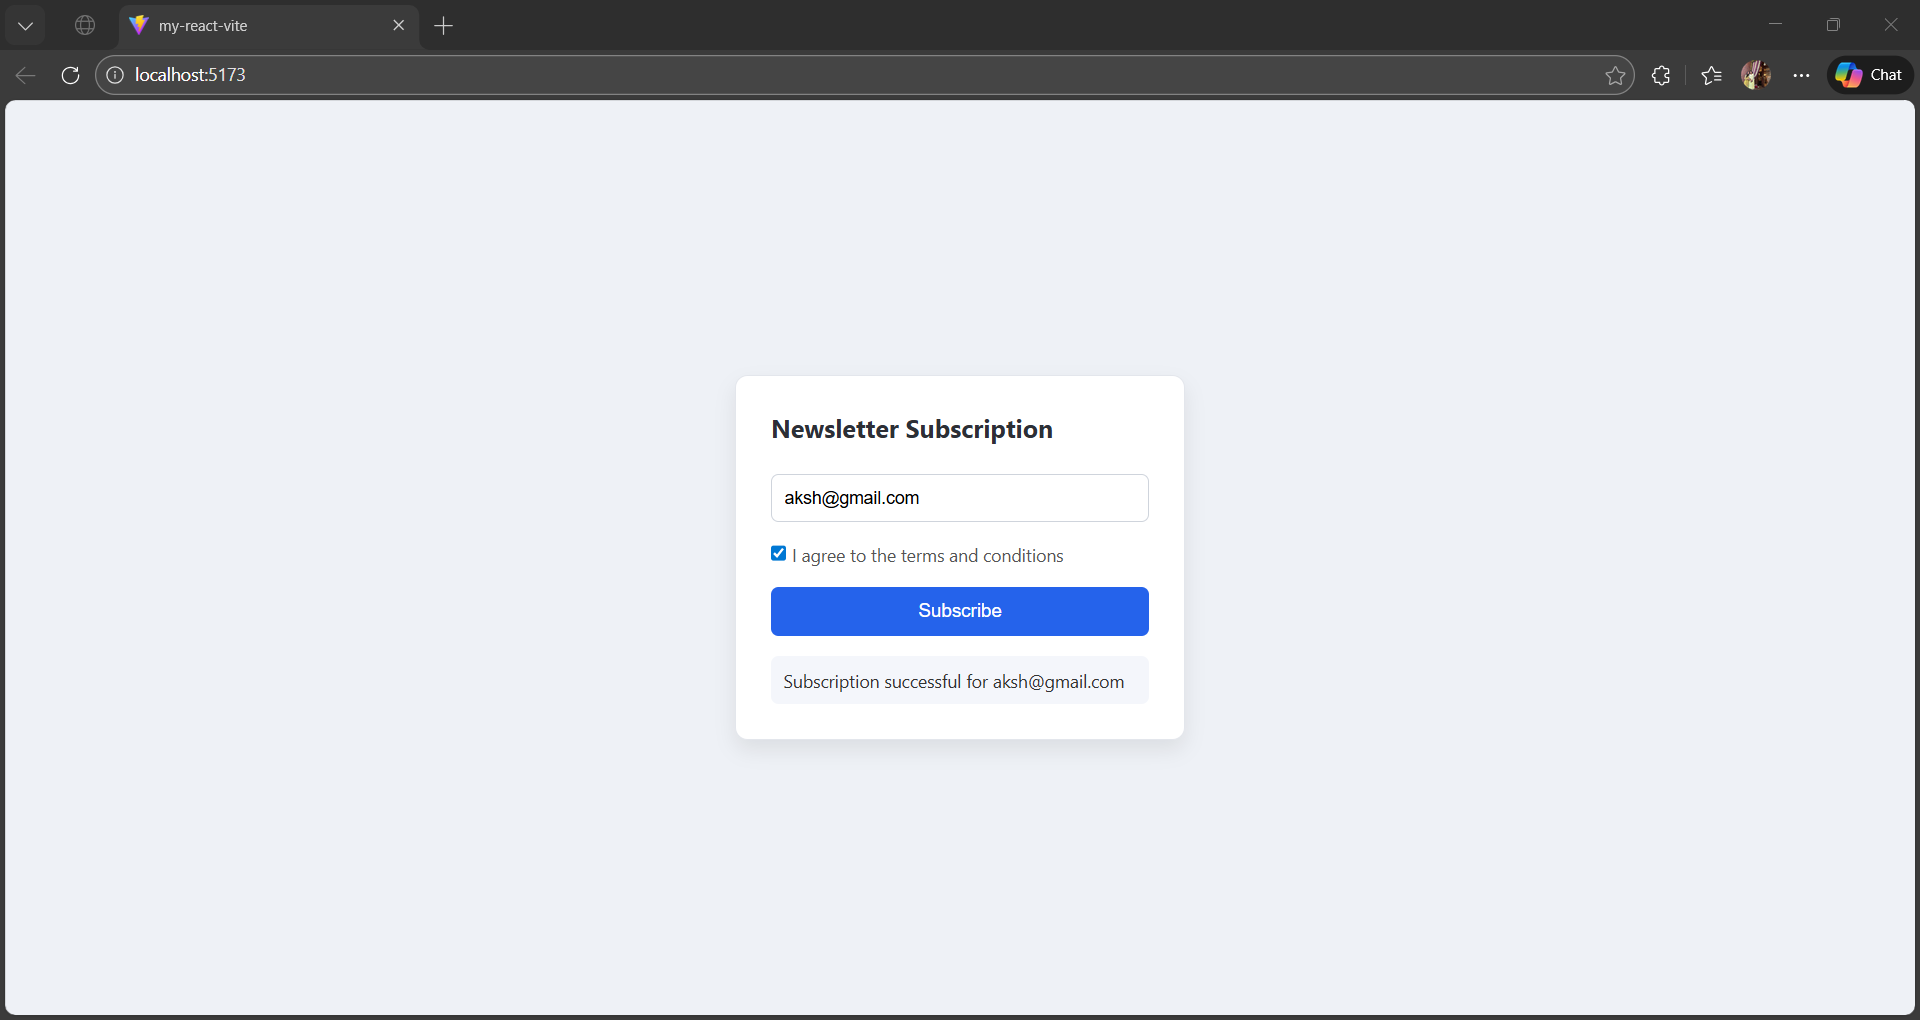 my-react-vite
localhost:5173
Chat
Newsletter Subscription
aksh@gmail.com
I agree to the terms and conditions
Subscribe
Subscription successful for aksh@gmail.com